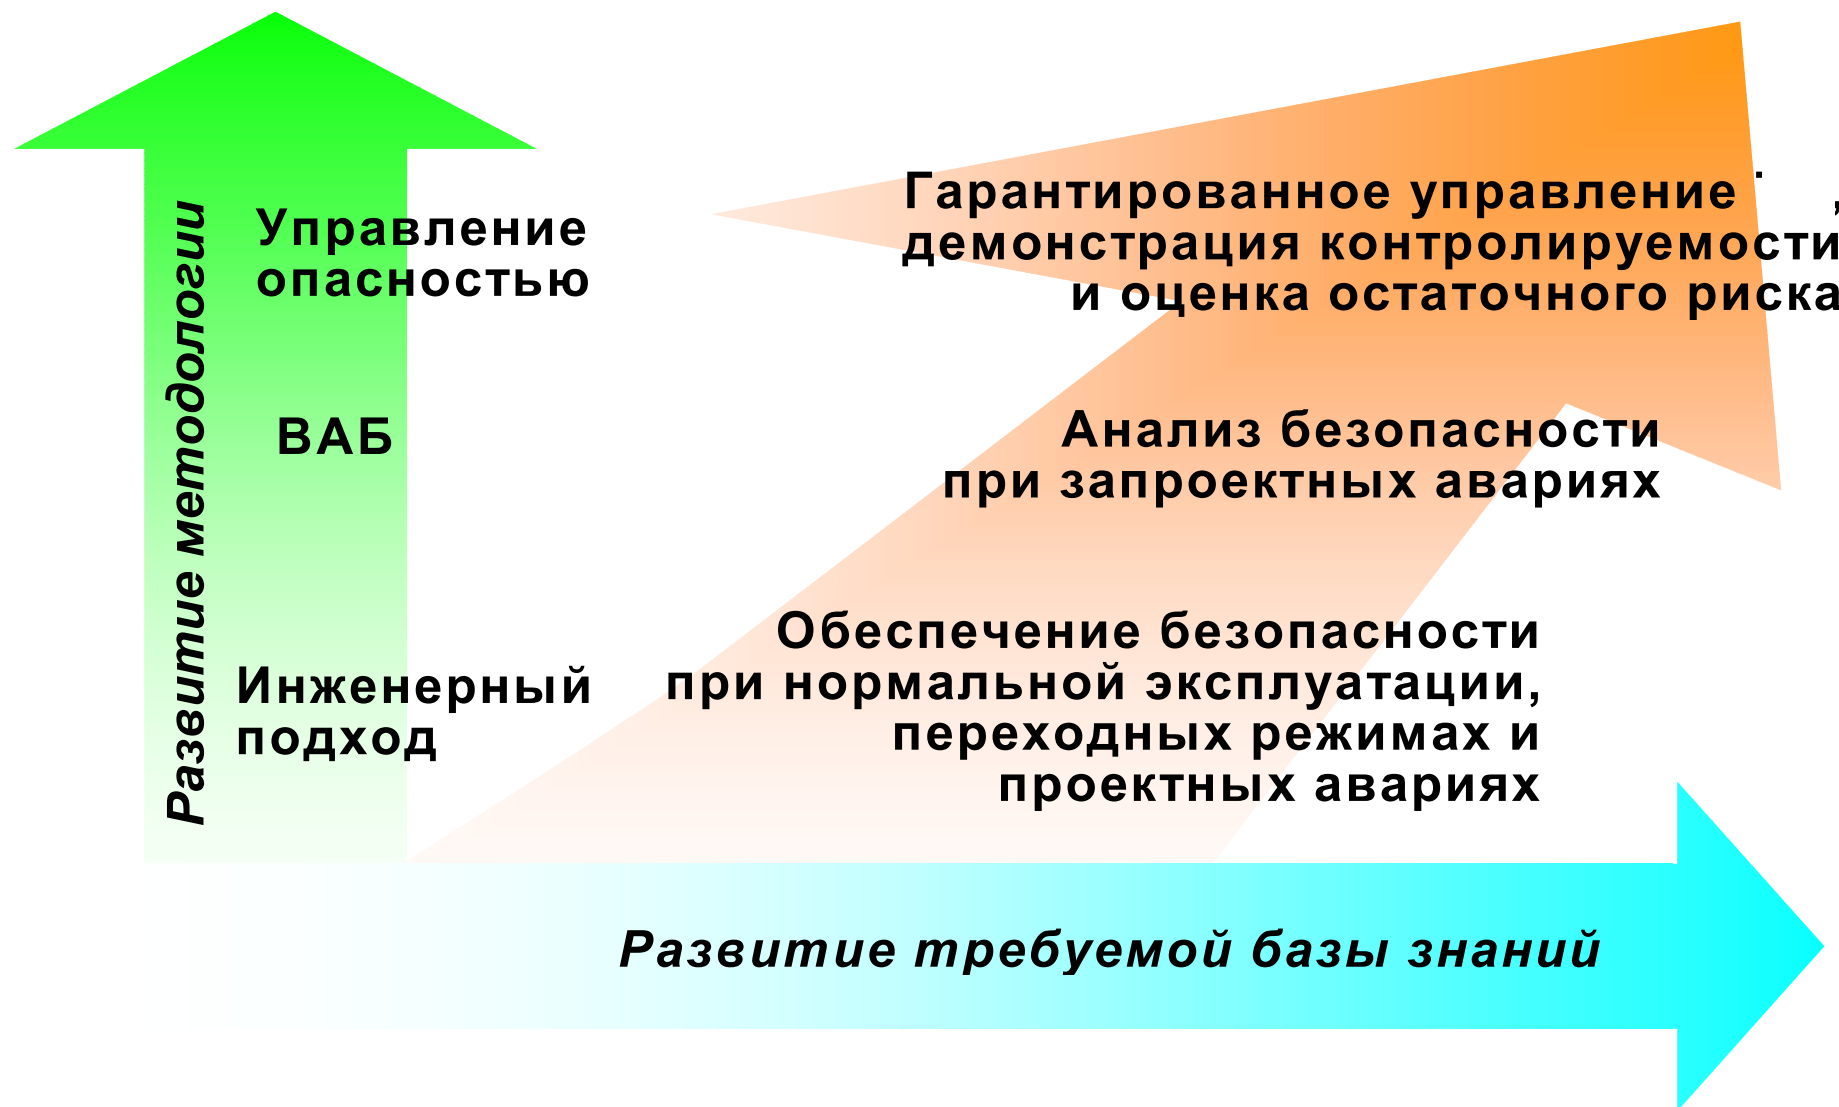 Развитие методологии
Управление
опасностью
ВАБ
Инженерный
подход
Гарантированное управление ,
демонстрация контролируемости
и оценка остаточного риска
Анализ безопасности
при запроектных авариях
Обеспечение безопасности
при нормальной эксплуатации,
переходных режимах и
проектных авариях
Развитие требуемой базы знаний